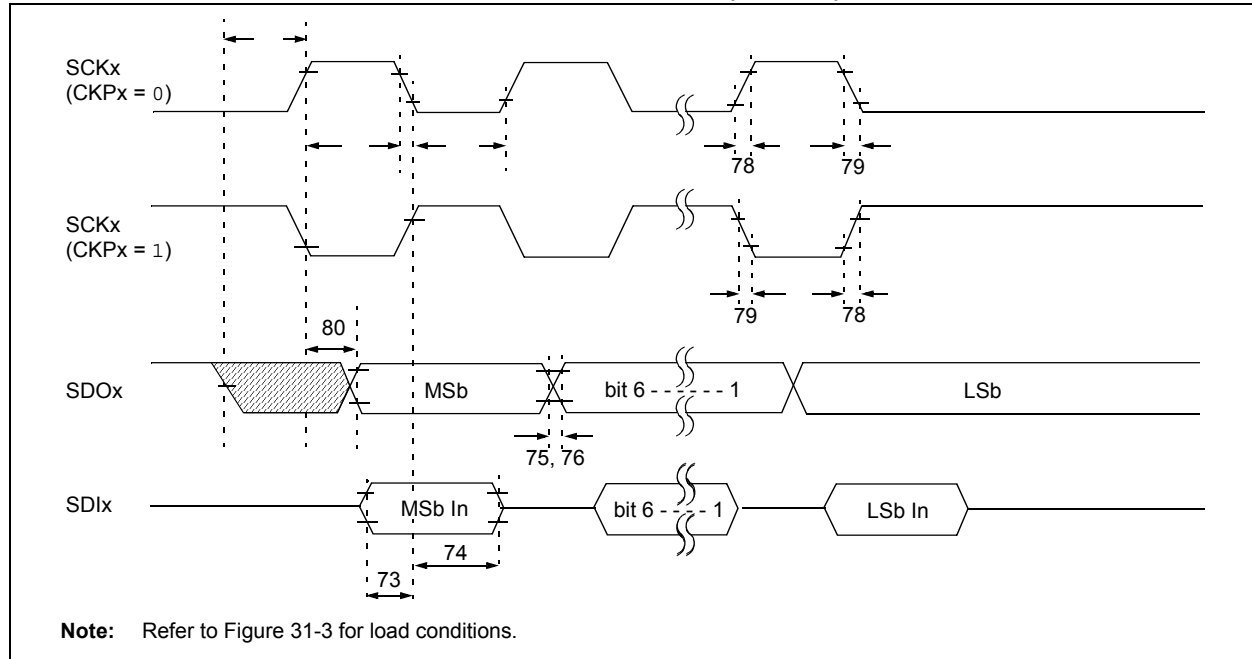 SCKx
(CKPx = 0)
78
79
SCKx
(CKPx = 1)
79
78
80
SDOx
MSb
bit 6 - - - - - - 1
LSb
75, 76
SDIx
MSb In
bit 6 - - - - - 1
LSb In
74
73
Note: Refer to Figure 31-3 for load conditions.